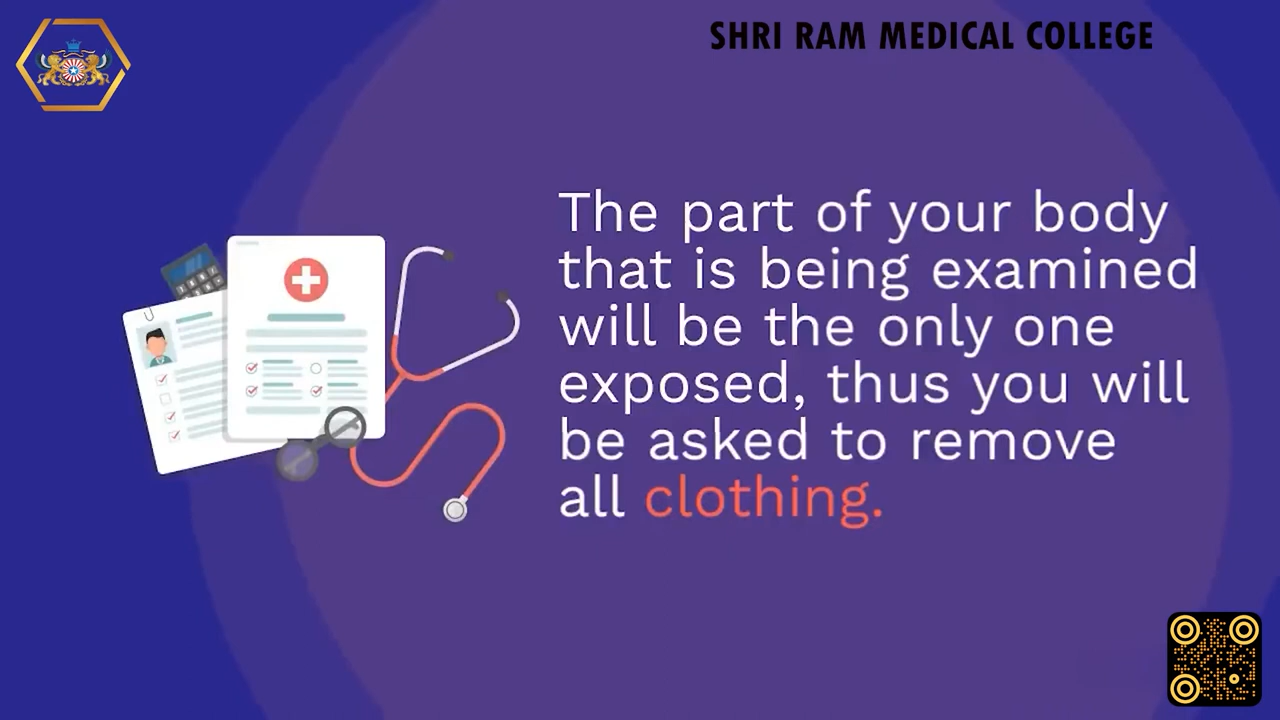 SHRI RAM MEDICAL COLLEGE
The part of your body
that is being examined
will be the only one
exposed, thus you will
be asked to remove
all clothing.